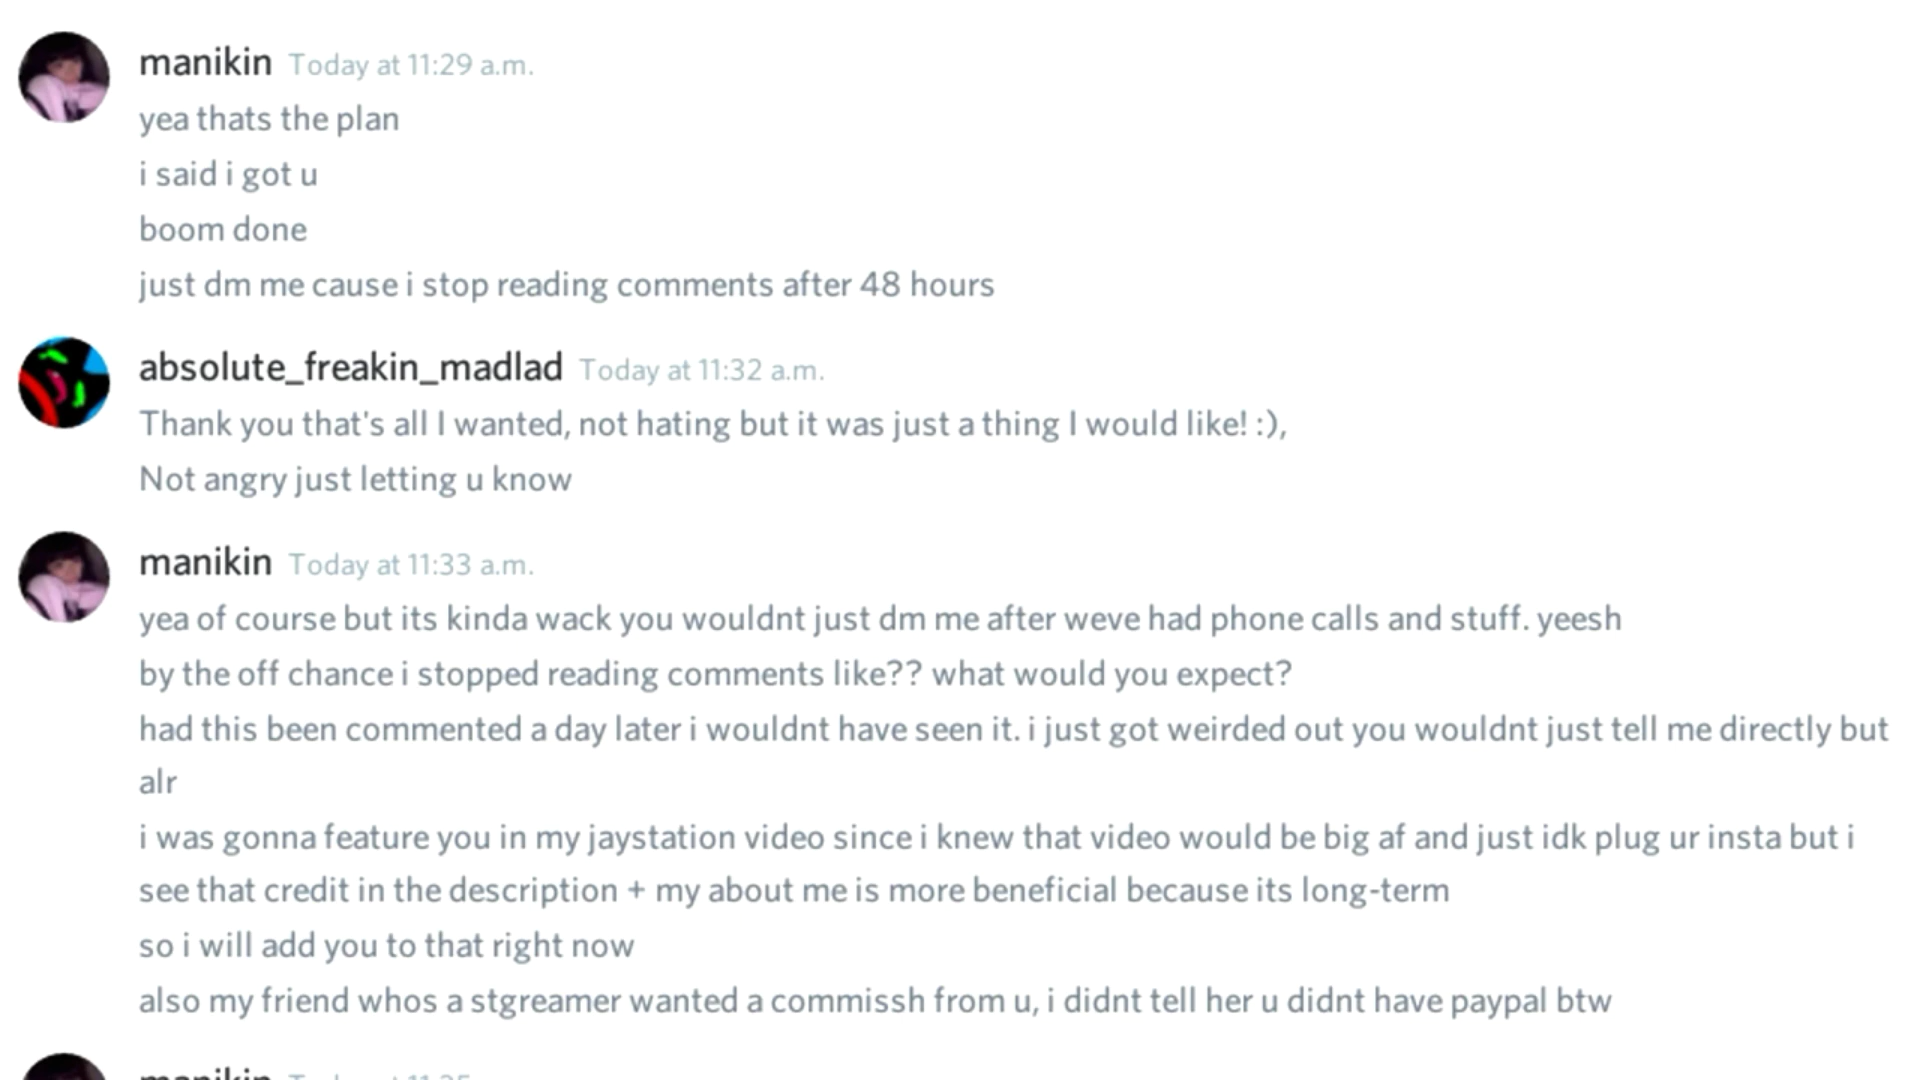 manikin Today at 11:29 a.m.
yea thats the plan
i said i got u
boom done
just dm me cause i stop reading comments after 48 hours
absolute_freakin_madlad Today at 11:32 a.m.
Thank you that's all I wanted, not hating but it was just a thing I would like! :),
Not angry just letting u know
manikin Today at 11:33 a.m.
yea of course but its kinda wack you wouldnt just dm me after weve had phone calls and stuff. yeesh
by the off chance i stopped reading comments like?? what would you expect?
had this been commented a day later i wouldnt have seen it. i just got weirded out you wouldnt just tell me directly but
alr
i was gonna feature you in my jaystation video since i knew that video would be big af and just idk plug ur insta but i
see that credit in the description + my about me is more beneficial because its long-term
so i will add you to that right now
also my friend whos a stgreamer wanted a commissh from u, i didnt tell her u didnt have paypal btw
manikin Today at